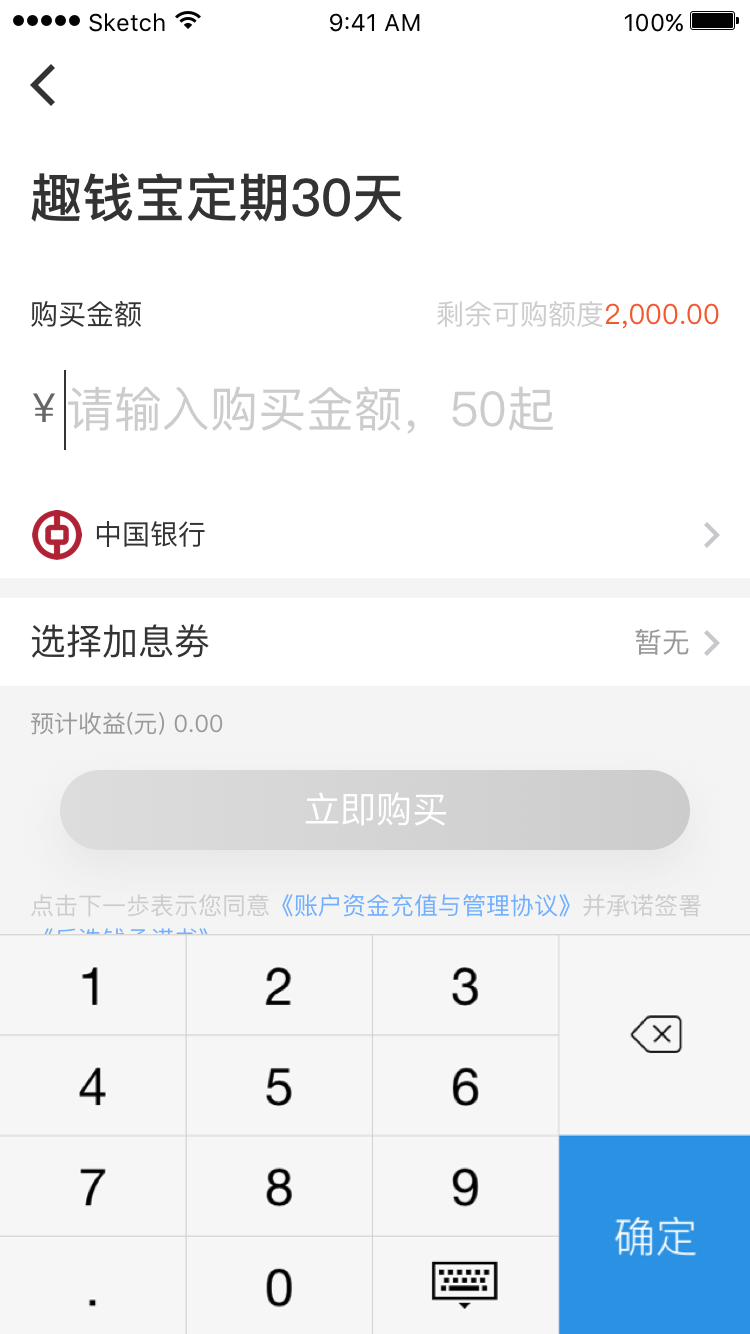 ●●●●● Sketch 9:41 AM 100%
趣钱宝定期30天
购买金额 剩余可购额度2,000.00
¥ 请输入购买金额，50起
中国银行
选择加息券 暂无
预计收益(元) 0.00
立即购买
点击下一步表示您同意《账户资金充值与管理协议》并承诺签署
1 2 3
4 5 6
7 8 9
确定
. 0